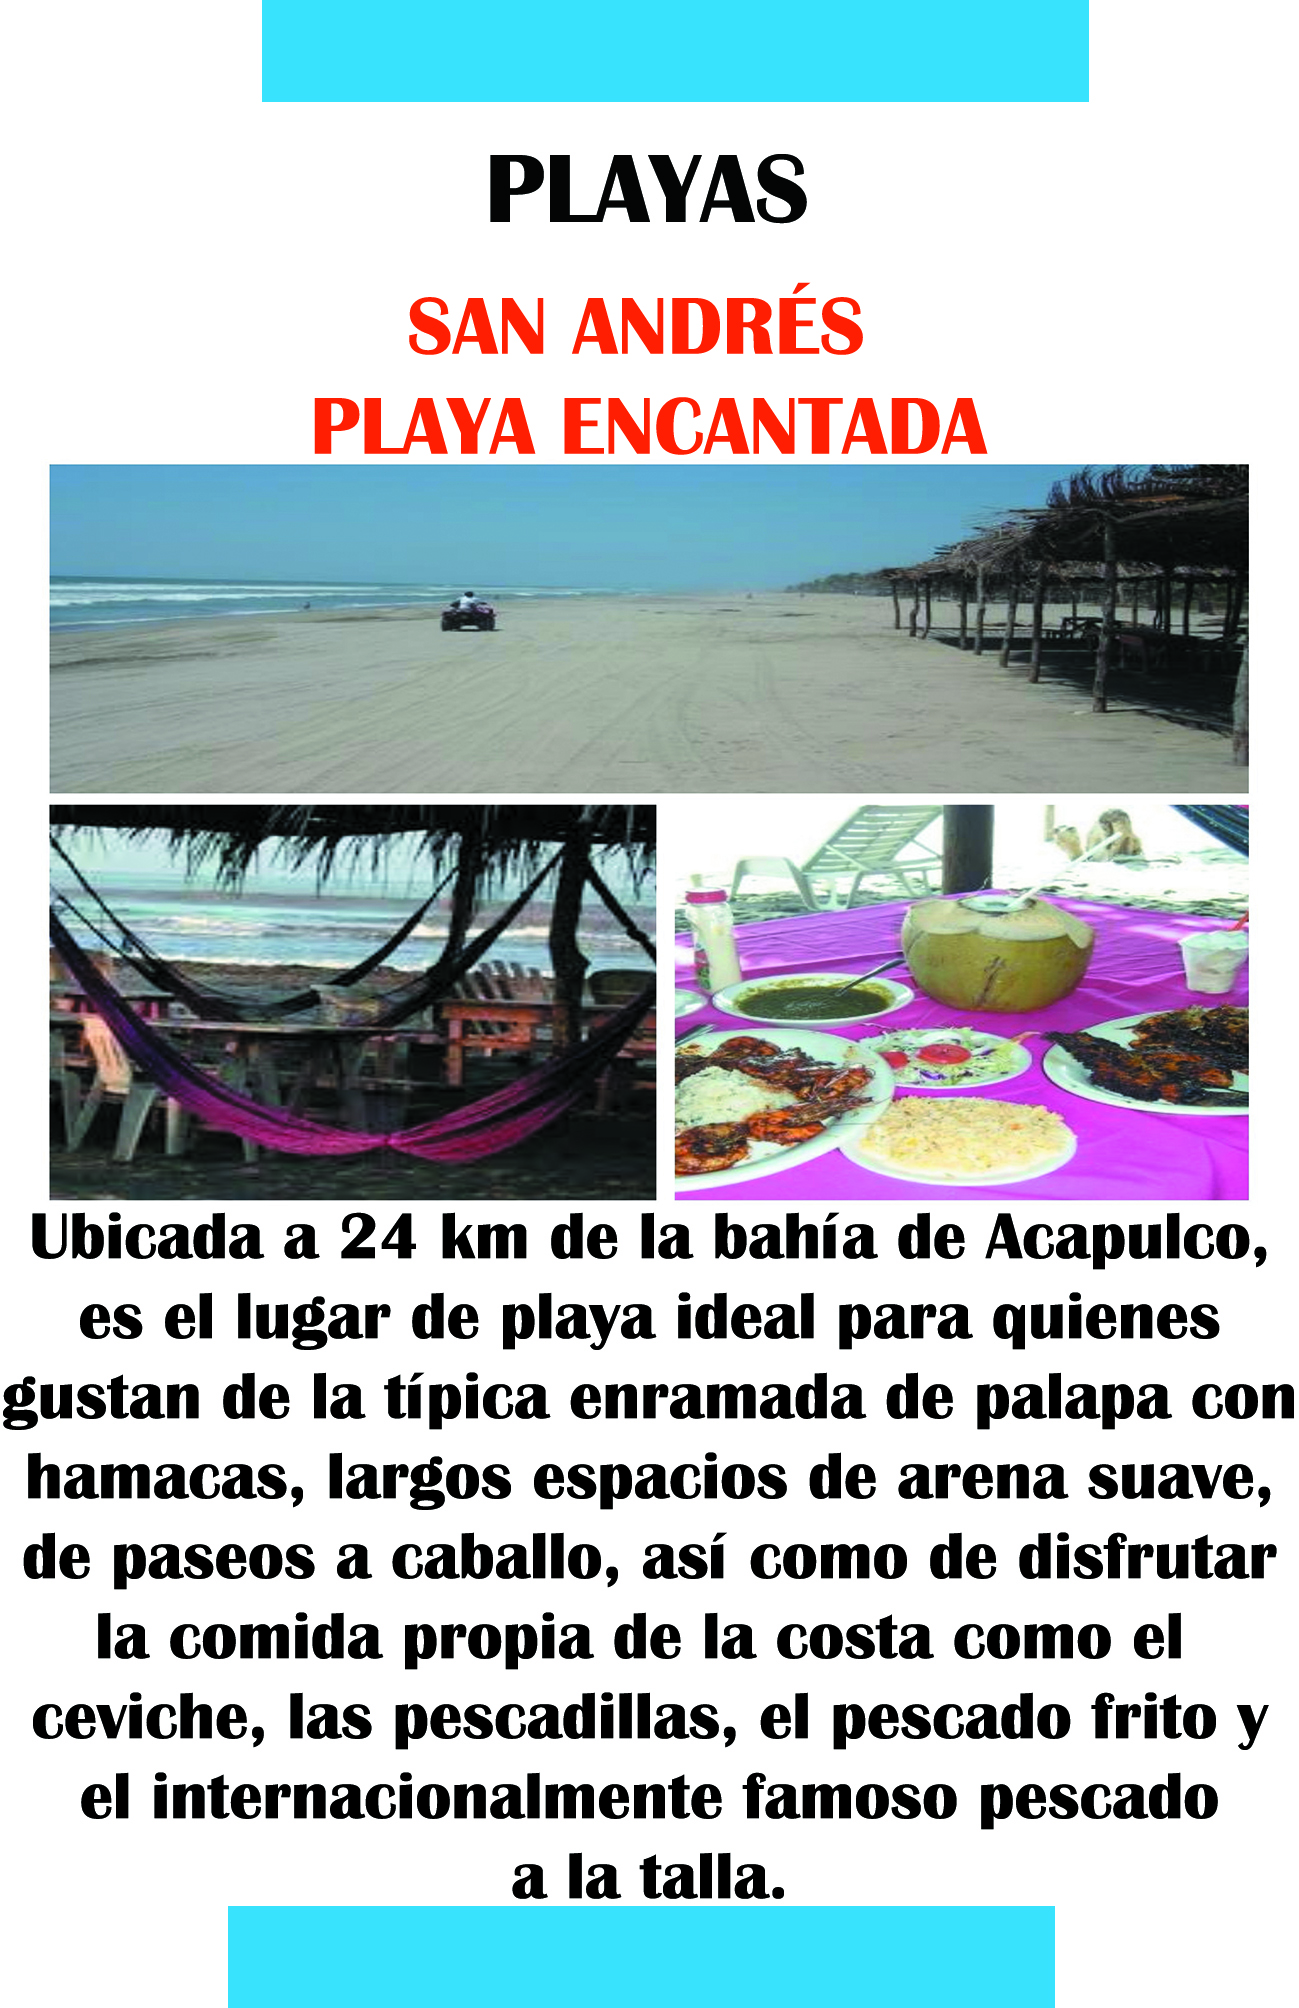 PLAYAS
SAN ANDRÉS
PLAYA ENCANTADA
Ubicada a 24 km de la bahía de Acapulco,
es el lugar de playa ideal para quienes
gustan de la típica enramada de palapa con
hamacas, largos espacios de arena suave,
de paseos a caballo, así como de disfrutar
la comida propia de la costa como el
ceviche, las pescadillas, el pescado frito y
el internacionalmente famoso pescado
a la talla.